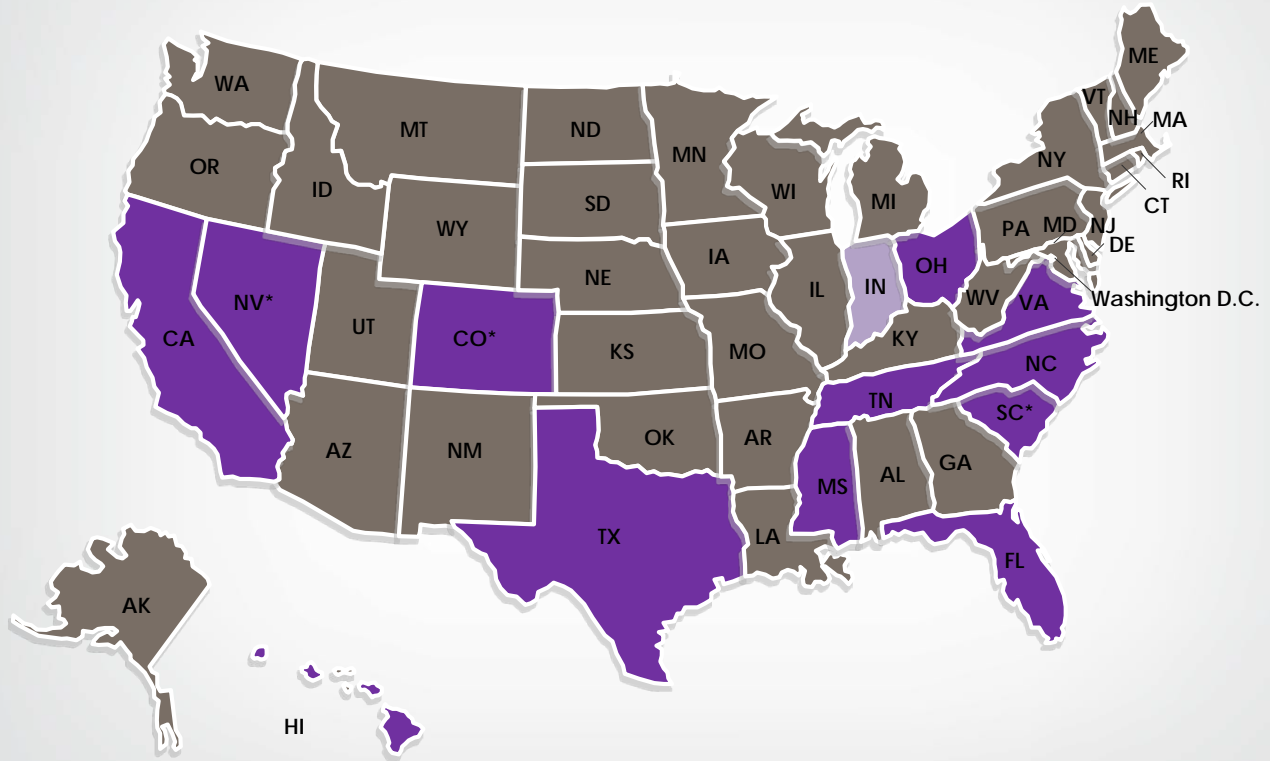 ME
WA
VT
NH
MA
MT
ND
MN
OR
NY
RI
ID
WI
MI
CT
SD
WY
PA
MD
NJ
DE
IA
NE
OH
IN
IL
WV
Washington D.C.
NV*
VA
UT
CA
CO*
KY
KS
MO
NC
TN
SC*
OK
AR
AZ
NM
GA
AL
MS
TX
LA
FL
AK
HI